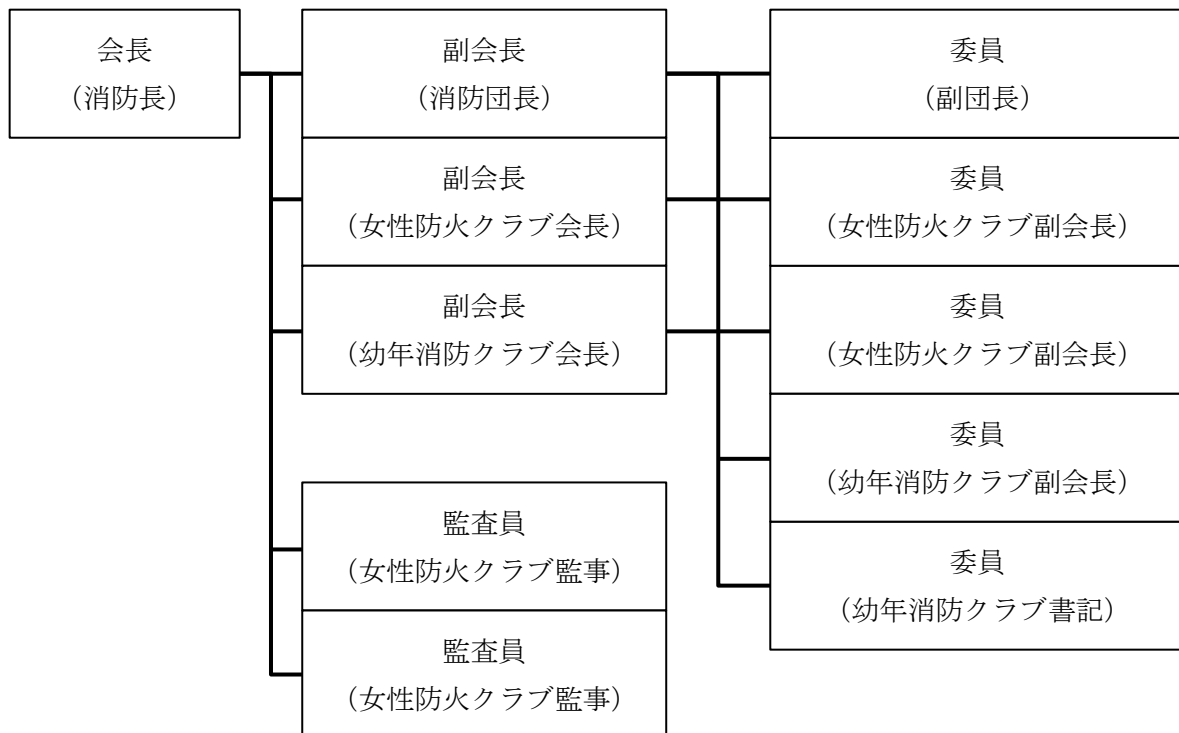 会長
（消防長）
副会長
（消防団長）
副会長
（女性防火クラブ会長）
副会長
（幼年消防クラブ会長）
監査員
（女性防火クラブ監事）
監査員
（女性防火クラブ監事）
委員
（副団長）
委員
（女性防火クラブ副会長）
委員
（女性防火クラブ副会長）
委員
（幼年消防クラブ副会長）
委員
（幼年消防クラブ書記）